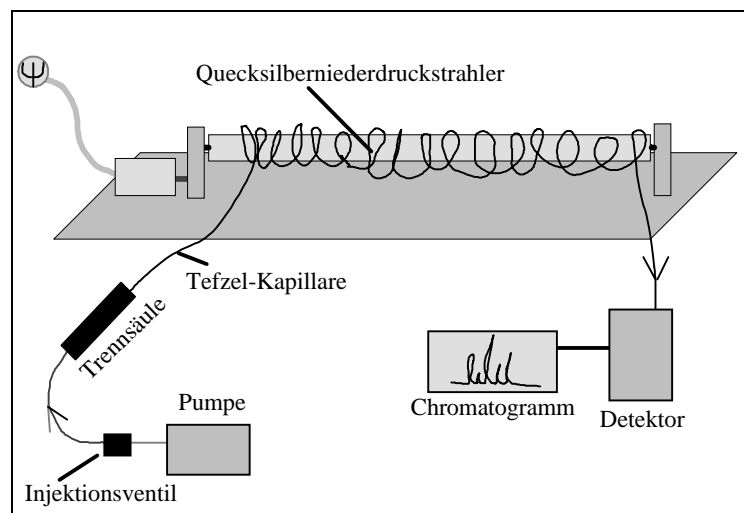 Quecksilberniederdruckstrahler
Tefzel-Kapillare
Trennsäule
Pumpe
Chromatogramm
Detektor
Injektionsventil